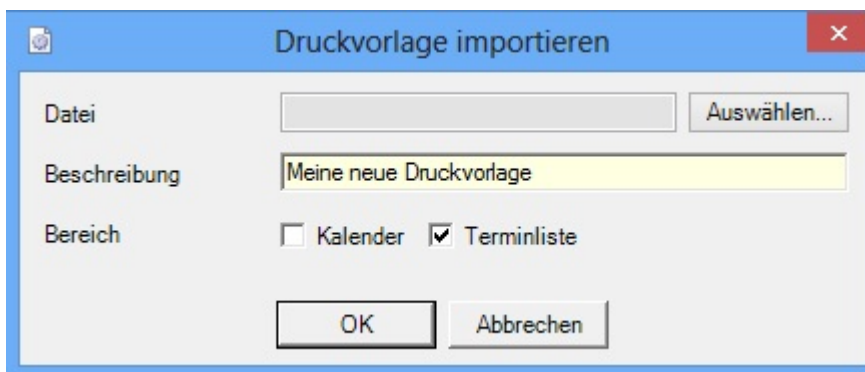 Druckvorlage importieren
Datei Auswählen...
Beschreibung Meine neue Druckvorlage
Bereich Kalender Terminliste
OK Abbrechen